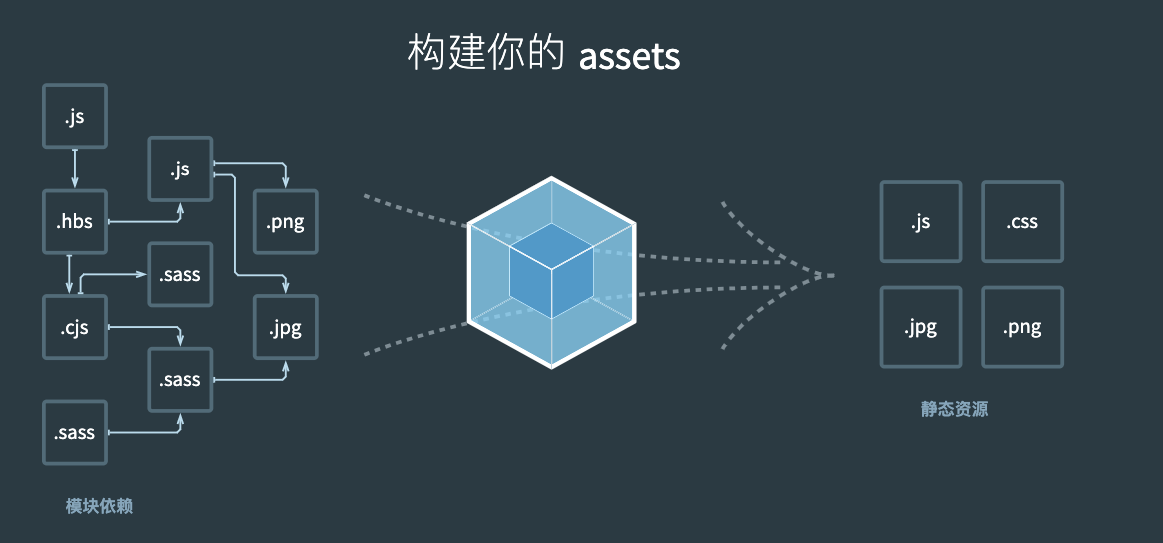 构建你的 assets
.js
.js
.hbs
.png
.sass
.cjs
.jpg
.sass
.sass
模块依赖
.js
.css
.jpg
.png
静态资源